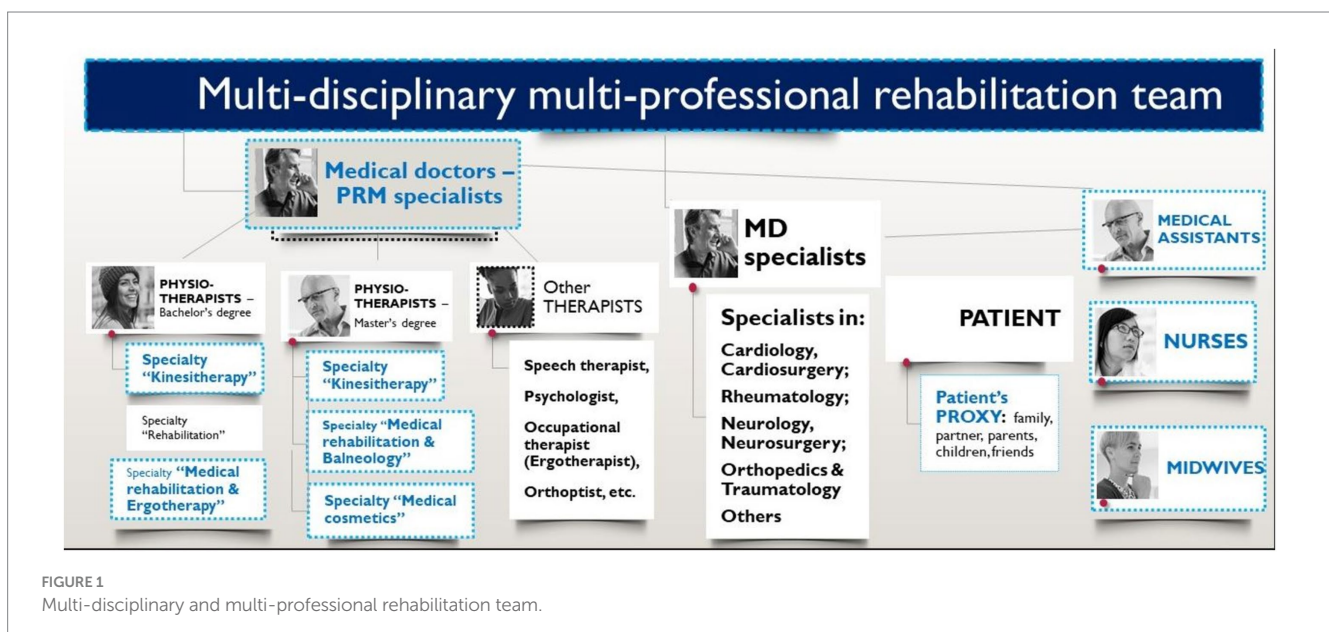 Multi-disciplinary multi-professional rehabilitation team
Medical doctors –
PRM specialists
PHYSIO-
THERAPISTS –
Bachelor's degree
Specialty
“Kinesitherapy”
Specialty
“Rehabilitation”
Specialty “Medical
rehabilitation &
Ergotherapy”
PHYSIO-
THERAPISTS –
Master's degree
Specialty
“Kinesitherapy”
Specialty “Medical
rehabilitation &
Balneology”
Specialty “Medical
cosmetics”
Other
THERAPISTS
Speech therapist,
Psychologist,
Occupational
therapist
(Ergotherapist),
Orthoptist, etc.
MD
specialists
Specialists in:
Cardiology,
Cardiosurgery;
Rheumatology;
Neurology,
Neurosurgery;
Orthopedics &
Traumatology
Others
PATIENT
Patient's
PROXY: family,
partner, parents,
children, friends
MEDICAL
ASSISTANTS
NURSES
MIDWIVES
FIGURE 1
Multi-disciplinary and multi-professional rehabilitation team.